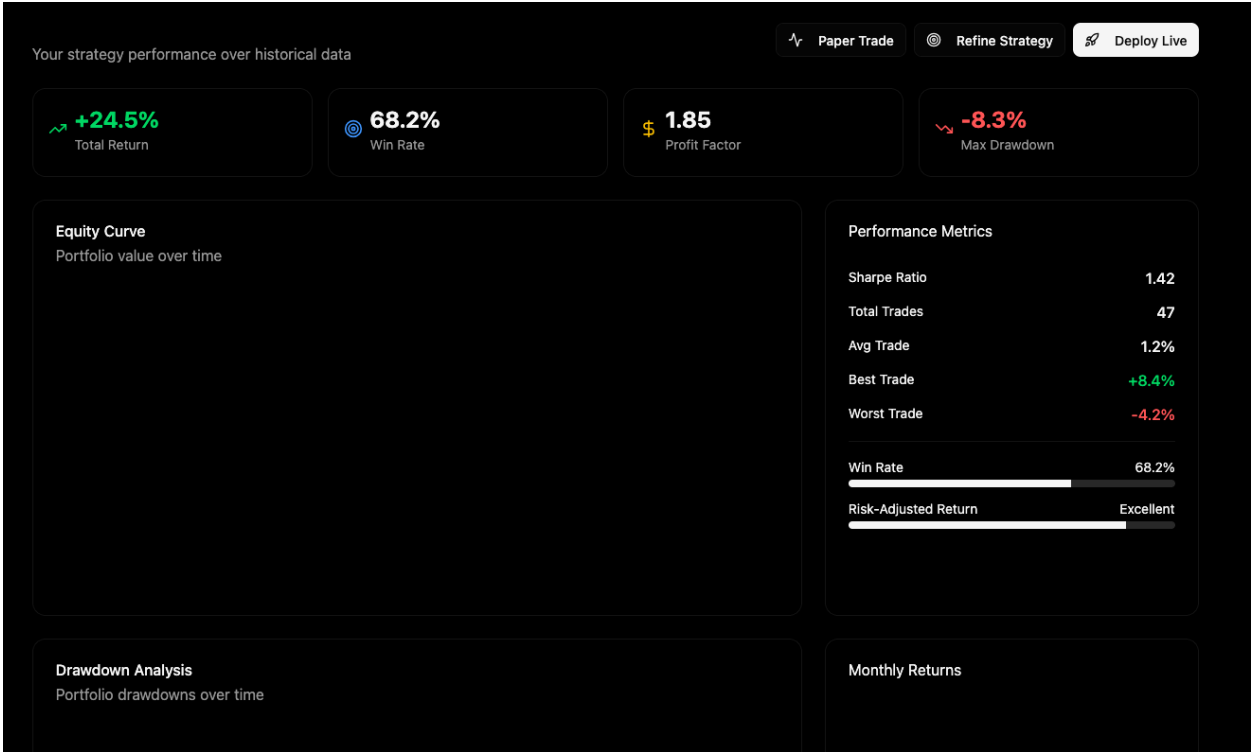 Your strategy performance over historical data
Paper Trade
Refine Strategy
Deploy Live
+24.5%
Total Return
68.2%
Win Rate
$
1.85
Profit Factor
-8.3%
Max Drawdown
Equity Curve
Portfolio value over time
Performance Metrics
Sharpe Ratio 1.42
Total Trades 47
Avg Trade 1.2%
Best Trade +8.4%
Worst Trade -4.2%
Win Rate 68.2%
Risk-Adjusted Return Excellent
Drawdown Analysis
Portfolio drawdowns over time
Monthly Returns